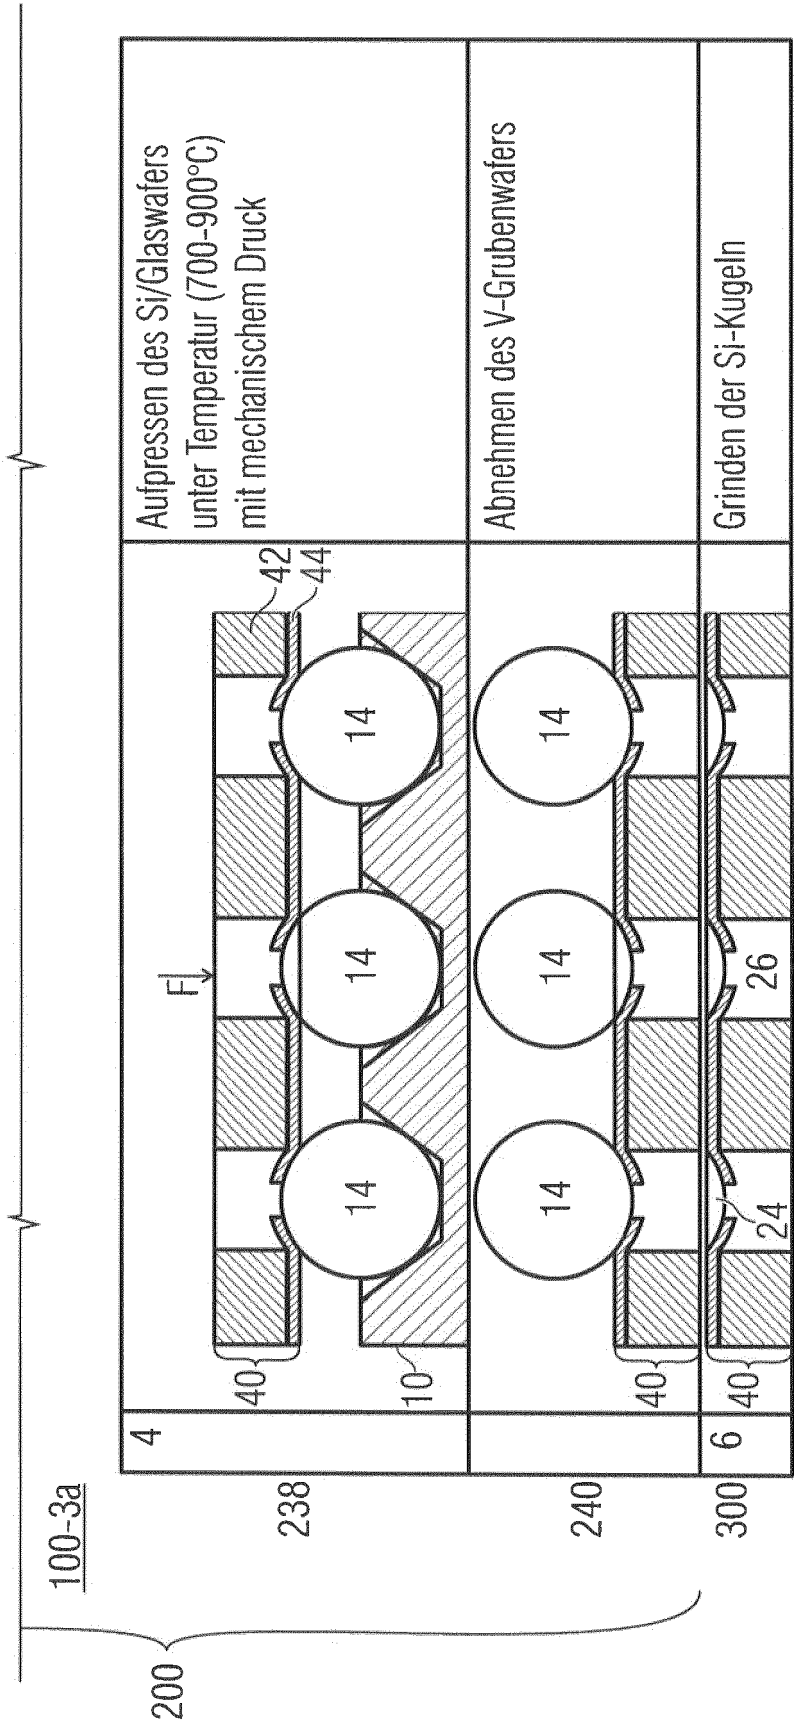 100-3a
200
238
4
40
10
F
14
14
14
42
44
Aufpressen des Si/Glaswafers
unter Temperatur (700-900°C)
mit mechanischem Druck
240
40
14
14
14
Abnehmen des V-Grubenwafers
300
6
40
24
26
Grinden der Si-Kugeln